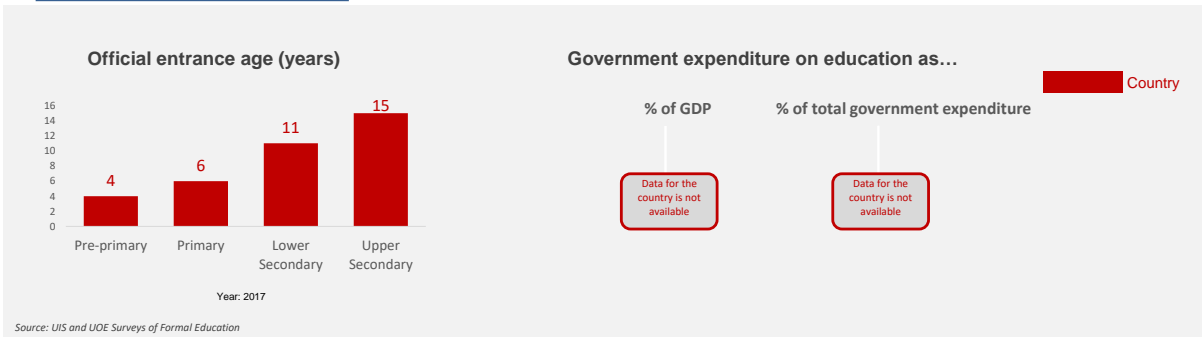 Official entrance age (years)
16
14
12
10
8
6
4
2
0
4
6
11
15
Pre-primary
Primary
Lower
Secondary
Upper
Secondary
Year: 2017
Government expenditure on education as…
Country
% of GDP
% of total government expenditure
Data for the
country is not
available
Data for the
country is not
available
Source: UIS and UOE Surveys of Formal Education